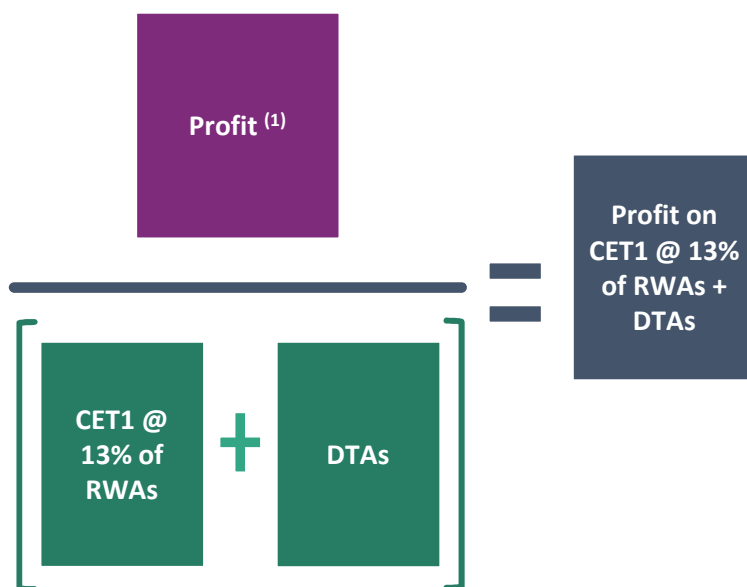 Profit (1)
CET1 @
13% of
RWAs
+
DTAs
=
Profit on
CET1 @ 13%
of RWAs +
DTAs